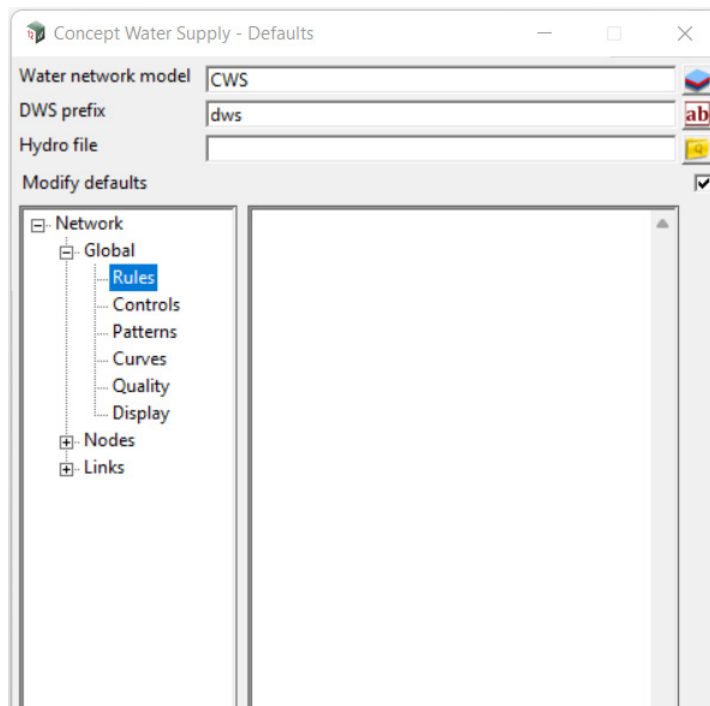 Concept Water Supply - Defaults
Water network model CWS
DWS prefix dws
ab
Hydro file
Modify defaults
Network
Global
Rules
Controls
Patterns
Curves
Quality
Display
Nodes
Links